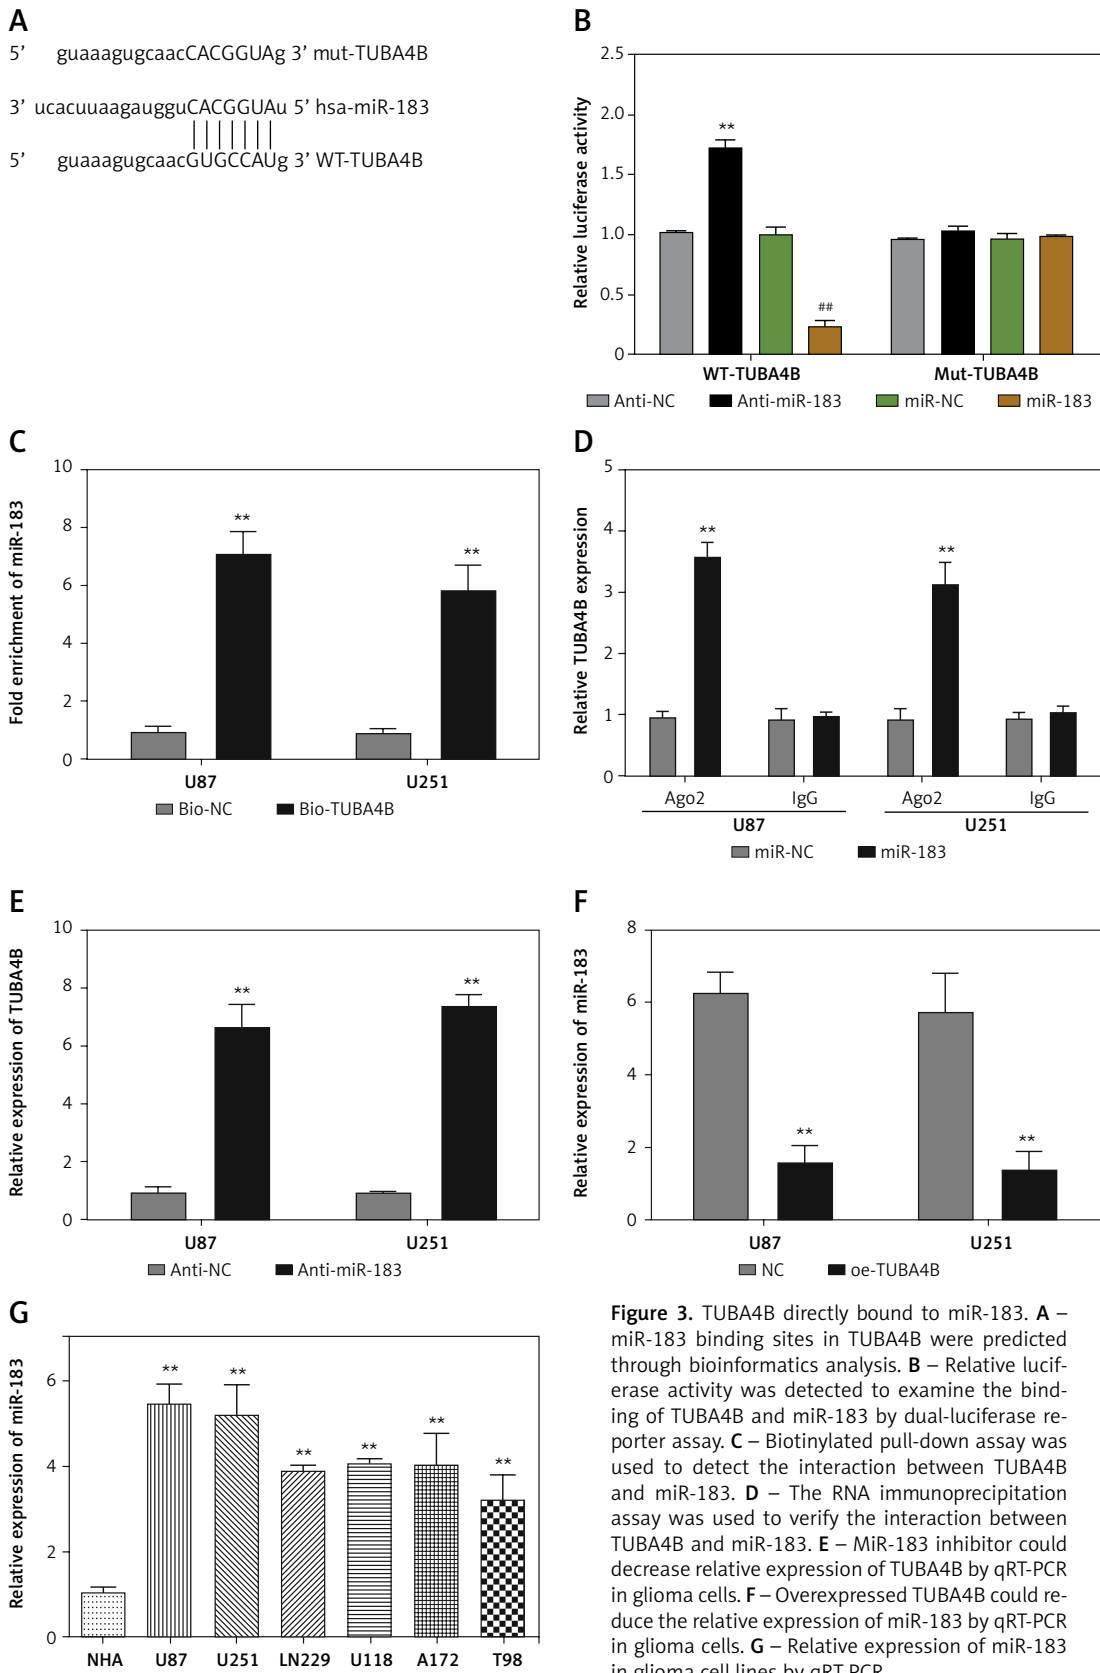 A
5’ guaaagugcaacCACGGUAg 3’ mut-TUBA4B
3’ ucacuuaagaugguCACGGUAu 5’ hsa-miR-183
5’ guaaagugcaacGUGCCAUg 3’ WT-TUBA4B
B
Relative luciferase activity
2.5
2.0
1.5
1.0
0.5
0
**
##
WT-TUBA4B Mut-TUBA4B
Anti-NC Anti-miR-183 miR-NC miR-183
C
Fold enrichment of miR-183
10
8
6
4
2
0
**
**
U87 U251
Bio-NC Bio-TUBA4B
D
Relative TUBA4B expression
5
4
3
2
1
0
**
**
Ago2 IgG Ago2 IgG
U87 U251
miR-NC miR-183
E
Relative expression of TUBA4B
10
8
6
4
2
0
**
**
U87 U251
Anti-NC Anti-miR-183
F
Relative expression of miR-183
8
6
4
2
0
**
**
U87 U251
NC oe-TUBA4B
G
Relative expression of miR-183
6
4
2
0
** ** ** ** ** **
NHA U87 U251 LN229 U118 A172 T98
Figure 3. TUBA4B directly bound to miR-183. A –
miR-183 binding sites in TUBA4B were predicted
through bioinformatics analysis. B – Relative lucif-
erase activity was detected to examine the bind-
ing of TUBA4B and miR-183 by dual-luciferase re-
porter assay. C – Biotinylated pull-down assay was
used to detect the interaction between TUBA4B
and miR-183. D – The RNA immunoprecipitation
assay was used to verify the interaction between
TUBA4B and miR-183. E – MiR-183 inhibitor could
decrease relative expression of TUBA4B by qRT-PCR
in glioma cells. F – Overexpressed TUBA4B could re-
duce the relative expression of miR-183 by qRT-PCR
in glioma cells. G – Relative expression of miR-183
in glioma cell lines by qRT-PCR